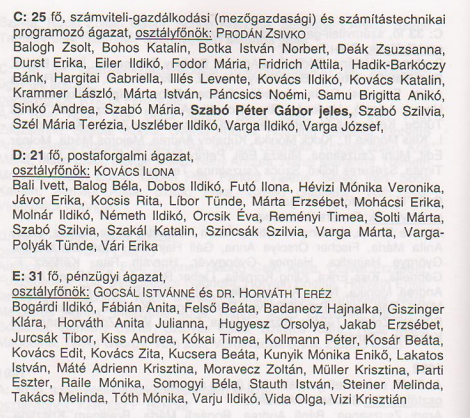 C: 25 fő, számviteli-gazdálkodási (mezőgazdasági) és számítástechnikai
programozó ágazat, osztályfőnök: PRODÁN ZSIVKO
Balogh Zsolt, Bohos Katalin, Botka István Norbert, Deák Zsuzsanna,
Durst Erika, Eiler Ildikó, Fodor Mária, Fridrich Attila, Hadik-Barkóczy
Bánk, Hargitai Gabriella, Illés Levente, Kovács Ildikó, Kovács Katalin,
Krammer László, Márta István, Páncsics Noémi, Samu Brigitta Anikó,
Sinkó Andrea, Szabó Mária, Szabó Péter Gábor jeles, Szabó Szilvia,
Szél Mária Terézia, Uszléber Ildikó, Varga Ildikó, Varga József,
D: 21 fő, postaforgalmi ágazat,
osztályfőnök: KOVÁCS ILONA
Bali Ivett, Balog Béla, Dobos Ildikó, Futó Ilona, Hévizi Mónika Veronika,
Jávor Erika, Kocsis Rita, Líbor Tünde, Márta Erzsébet, Mohácsi Erika,
Molnár Ildikó, Németh Ildikó, Orcsik Éva, Reményi Timea, Solti Márta,
Szabó Szilvia, Szakál Katalin, Szincsák Szilvia, Varga Márta, Varga-
Polyák Tünde, Vári Erika
E: 31 fő, pénzügyi ágazat,
osztályfőnök: GOCSÁL ISTVÁNNÉ és DR. HORVÁTH TERÉZ
Bogárdi Ildikó, Fábián Anita, Felső Beáta, Badanecz Hajnalka, Giszinger
Klára, Horváth Anita Julianna, Hugyesz Orsolya, Jakab Erzsébet,
Jurcsák Tibor, Kiss Andrea, Kókai Timea, Kollmann Péter, Kosár Beáta,
Kovács Edit, Kovács Zita, Kucsera Beáta, Kunyik Mónika Enikő, Lakatos
István, Máté Adrienn Krisztina, Moravecz Zoltán, Müller Krisztina, Parti
Eszter, Raile Mónika, Somogyi Béla, Stauth István, Steiner Melinda,
Takács Melinda, Tóth Mónika, Varju Ildikó, Vida Olga, Vizi Krisztián